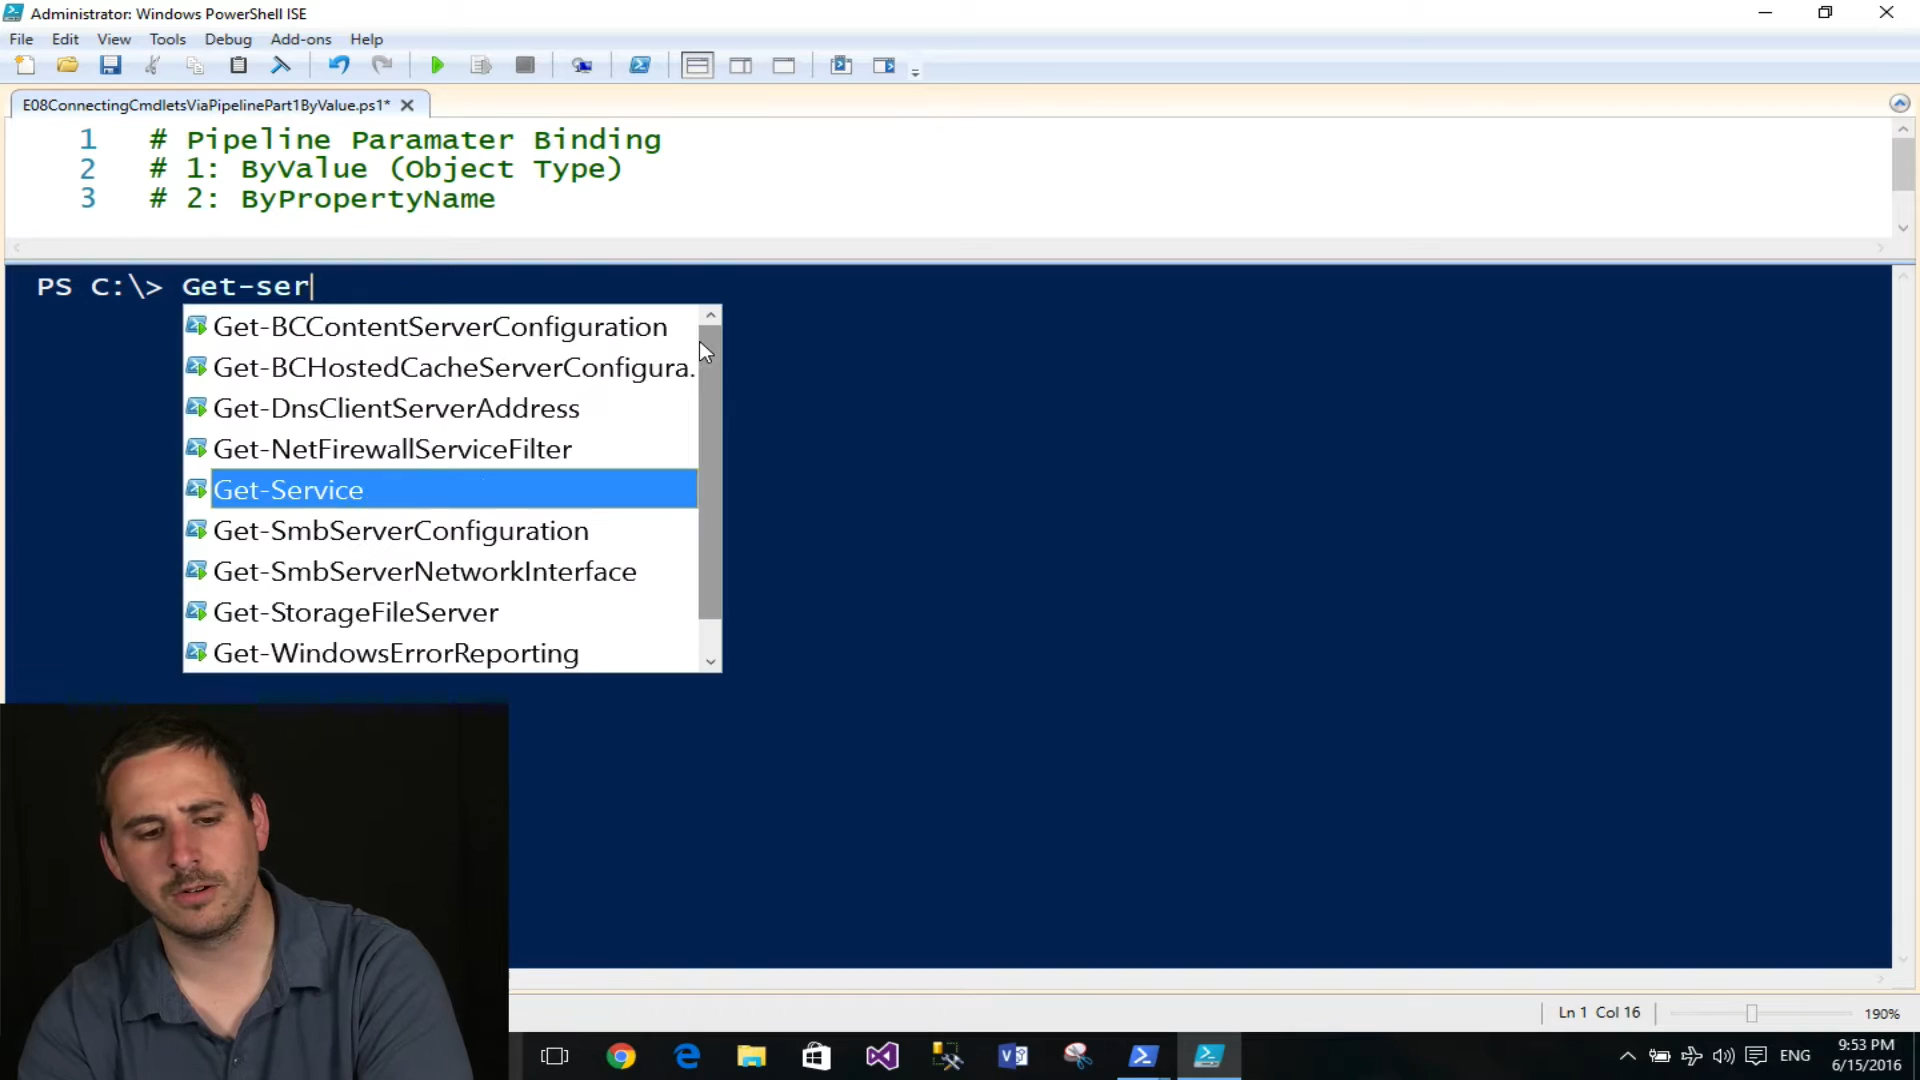 Administrator: Windows PowerShell ISE
File Edit View Tools Debug Add-ons Help
E08ConnectingCmdletsViaPipelinePart1ByValue.ps1*
1 # Pipeline Paramater Binding
2 # 1: ByValue (Object Type)
3 # 2: ByPropertyName
PS C:\> Get-ser
Get-BCContentServerConfiguration
Get-BCHostedCacheServerConfigura.
Get-DnsClientServerAddress
Get-NetFirewallServiceFilter
Get-Service
Get-SmbServerConfiguration
Get-SmbServerNetworkInterface
Get-StorageFileServer
Get-WindowsErrorReporting
Ln 1 Col 16 190%
ENG
9:53 PM
6/15/2016